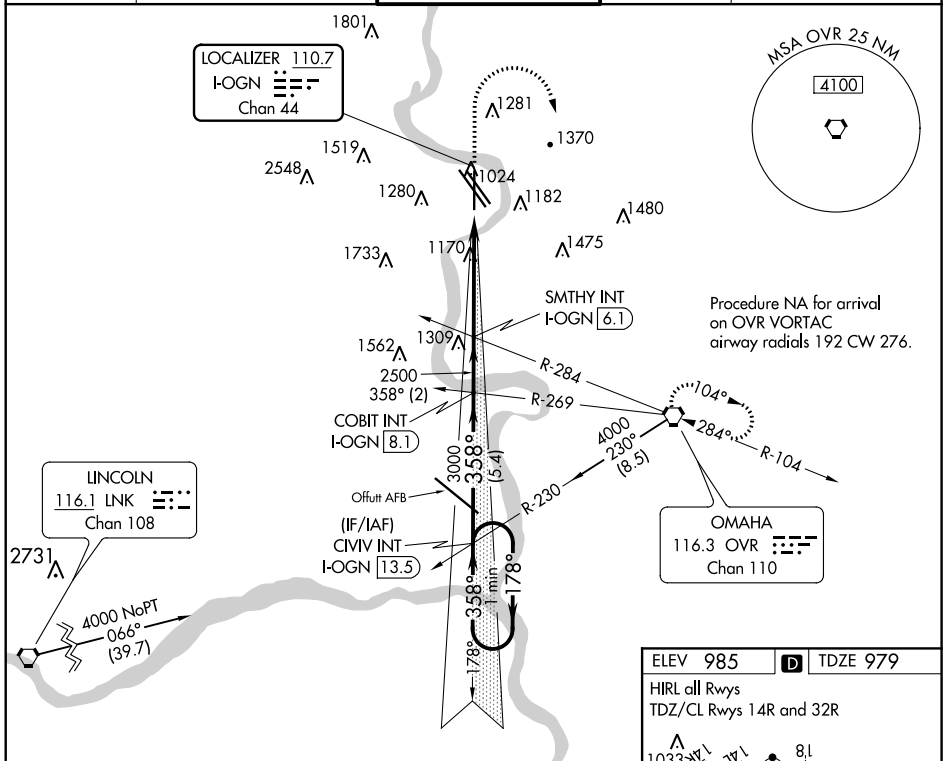 1801
LOCALIZER 110.7
I-OGN
Chan 44
MSA OVR 25 NM
4100
1281
1370
1519
2548
1024
1280
1182
1480
1733
1170
1475
SMTHY INT
I-OGN 6.1
Procedure NA for arrival
on OVR VORTAC
airway radials 192 CW 276.
1562
1309
R-284
2500
358° (2)
R-269
104°
COBIT INT
I-OGN 8.1
284°
R-104
4000
230°
(8.5)
3000
358°
(5.4)
R-230
LINCOLN
116.1 LNK
Chan 108
Offutt AFB
(IF/IAF)
CIVIV INT
I-OGN 13.5
OMAHA
116.3 OVR
Chan 110
2731
358°
1 min
178°
4000 NoPT
066°
(39.7)
178°
ELEV 985
D
TDZE 979
HIRL all Rwys
TDZ/CL Rwys 14R and 32R
1033
14R
14L
18